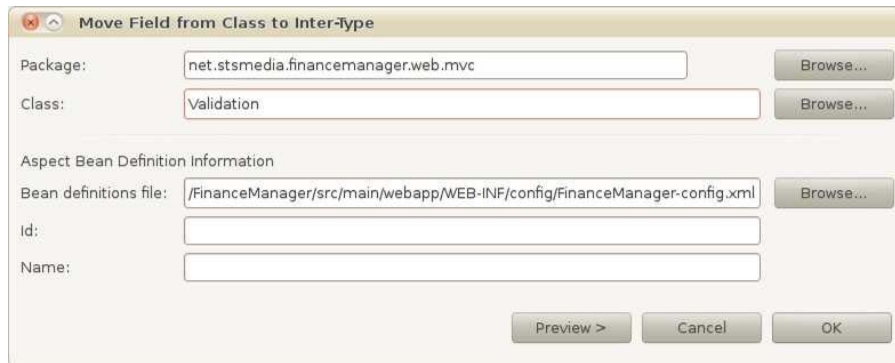 Move Field from Class to Inter-Type
Package: net.stsmedia.financemanager.web.mvc Browse...
Class: Validation Browse...
Aspect Bean Definition Information
Bean definitions file: /FinanceManager/src/main/webapp/WEB-INF/config/FinanceManager-config.xml Browse...
Id:
Name:
Preview > Cancel OK